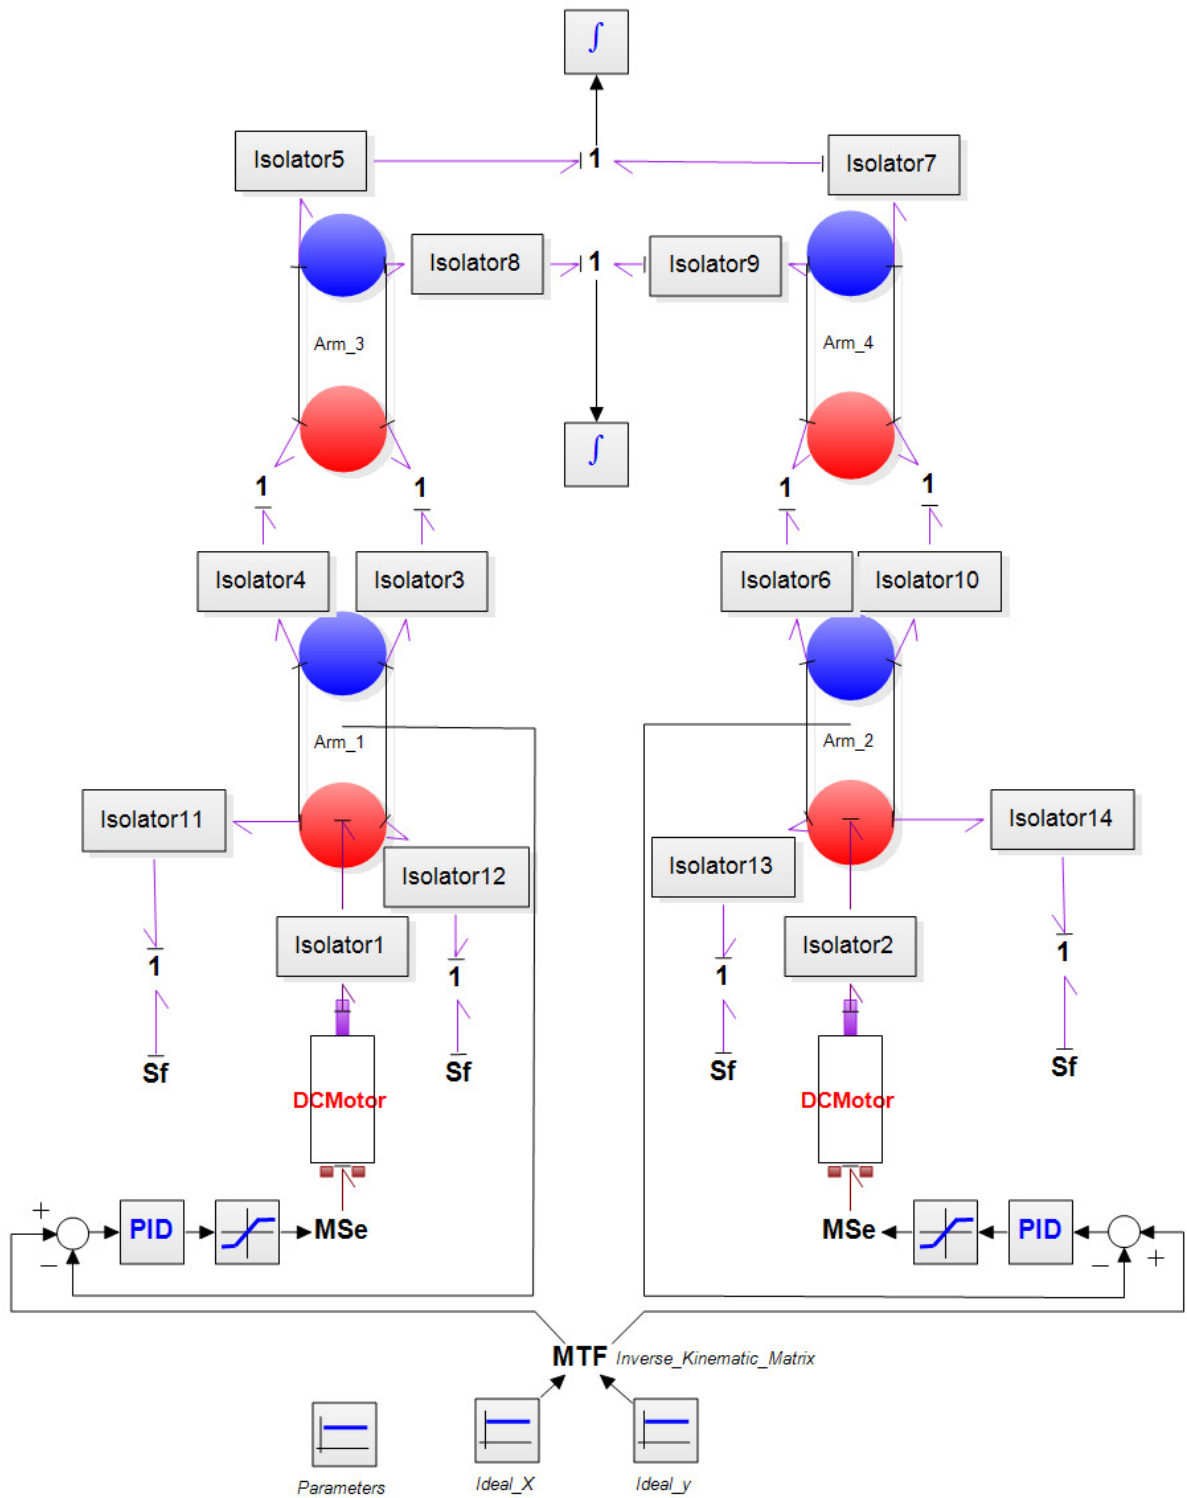 ∫
Isolator5
1
Isolator7
Isolator8
1
Isolator9
Arm_3
Arm_4
∫
1
1
1
1
Isolator4
Isolator3
Isolator6
Isolator10
Arm_1
Arm_2
Isolator11
Isolator14
Isolator12
Isolator13
Isolator1
Isolator2
1
1
1
1
Sf
Sf
Sf
Sf
DCMotor
DCMotor
+
PID
MSe
MSe
PID
−
−
+
MTF Inverse_Kinematic_Matrix
Parameters
Ideal_X
Ideal_y